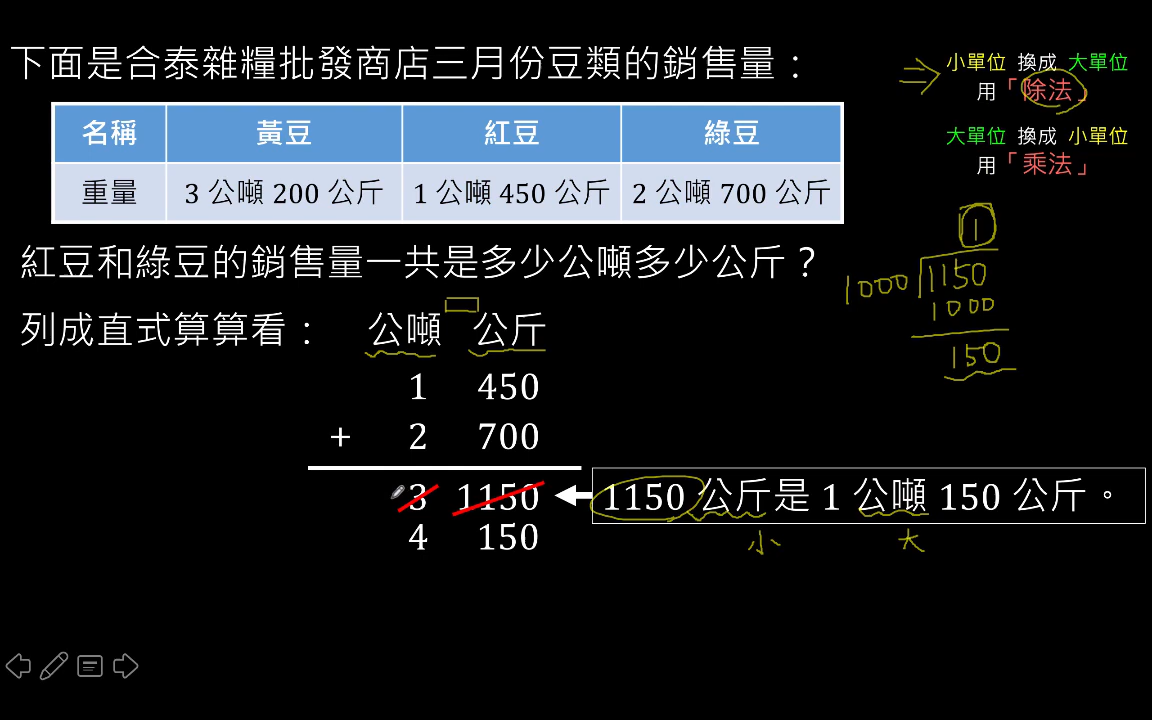 下面是合泰雜糧批發商店三月份豆類的銷售量：
小單位 換成 大單位
用「除法」
大單位 換成 小單位
用「乘法」
名稱 黃豆 紅豆 綠豆
重量 3 公噸 200 公斤 1 公噸 450 公斤 2 公噸 700 公斤
紅豆和綠豆的銷售量一共是多少公噸多少公斤？
1
1000 1150
1000
150
列成直式算算看： 公噸 公斤
1 450
+ 2 700
3 1150
1150 公斤是 1 公噸 150 公斤。
4 150
小 大